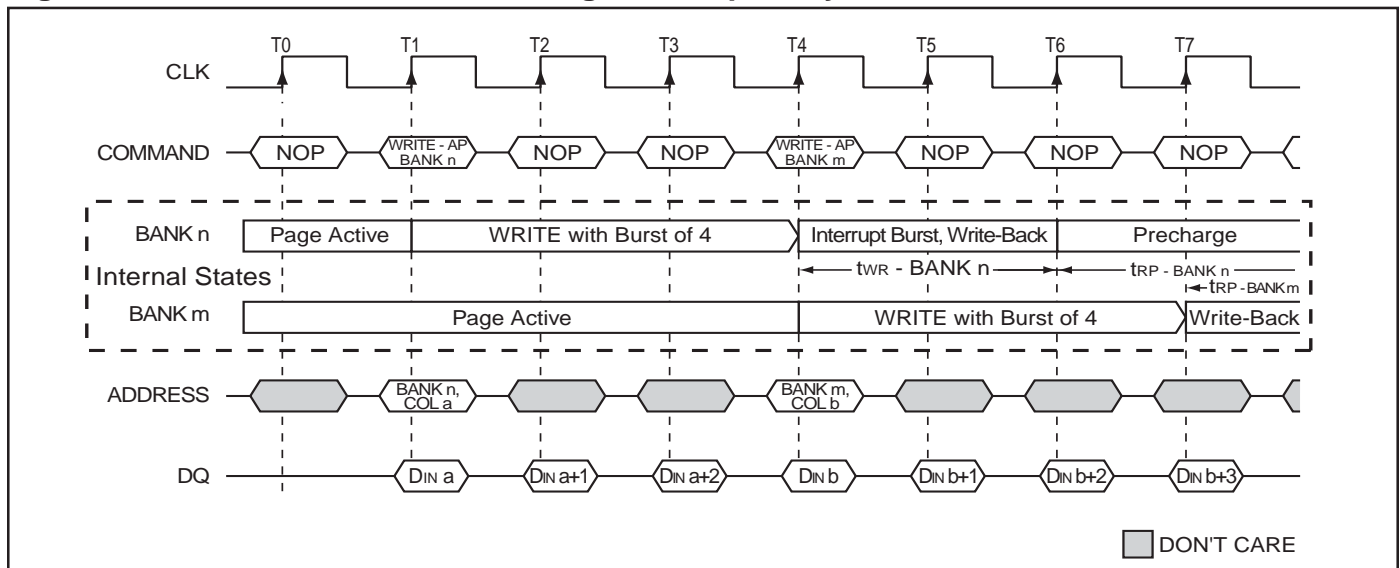 T0 T1 T2 T3 T4 T5 T6 T7
CLK
COMMAND NOP WRITE - AP BANK n NOP NOP WRITE - AP BANK m NOP NOP NOP
BANK n Page Active WRITE with Burst of 4 Interrupt Burst, Write-Back Precharge
tWR - BANK n tRP - BANK n
Internal States
tRP - BANK m
BANK m Page Active WRITE with Burst of 4 Write-Back
ADDRESS BANK n, COL a BANK m, COL b
DQ DIN a DIN a+1 DIN a+2 DIN b DIN b+1 DIN b+2 DIN b+3
DON'T CARE